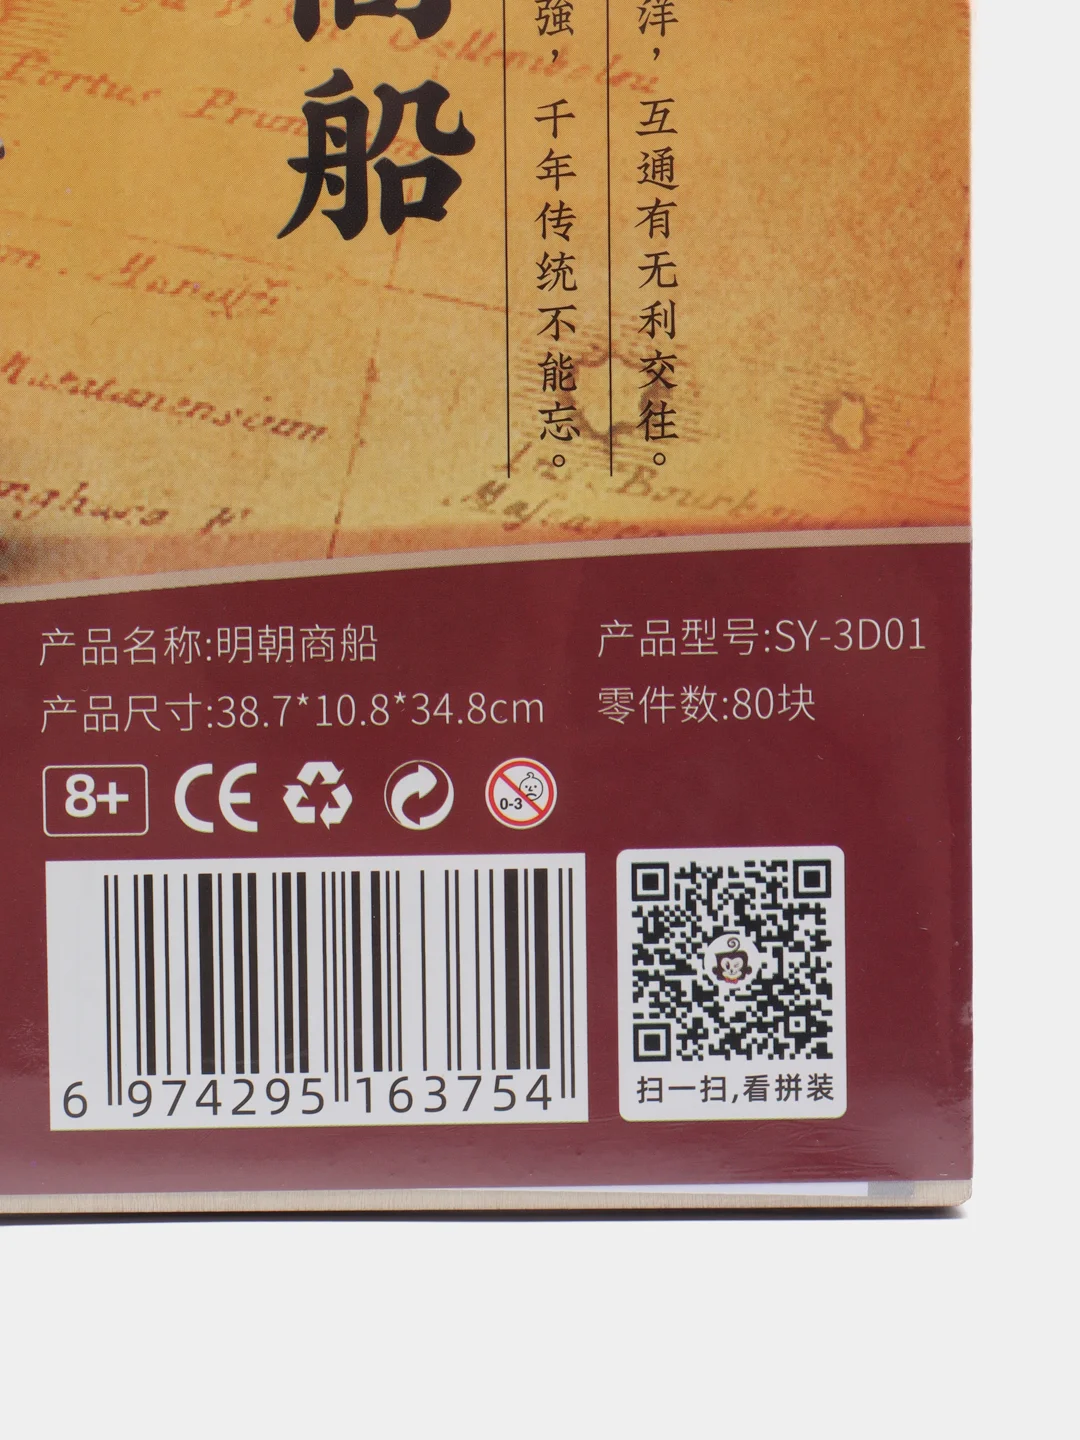 商
船
洋，互通有无利交往。
強，千年传统不能忘。
产品名称:明朝商船
产品型号:SY-3D01
产品尺寸:38.7*10.8*34.8cm
零件数:80块
8+
CE
0-3
6 974295 163754
扫一扫,看拼装